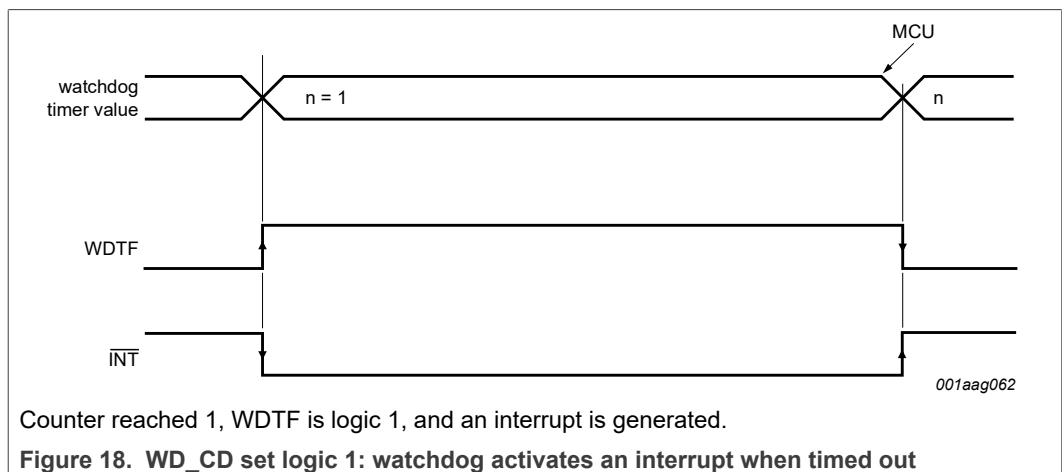 MCU
watchdog
timer value
n = 1
n
WDTF
INT
001aag062
Counter reached 1, WDTF is logic 1, and an interrupt is generated.
Figure 18. WD_CD set logic 1: watchdog activates an interrupt when timed out